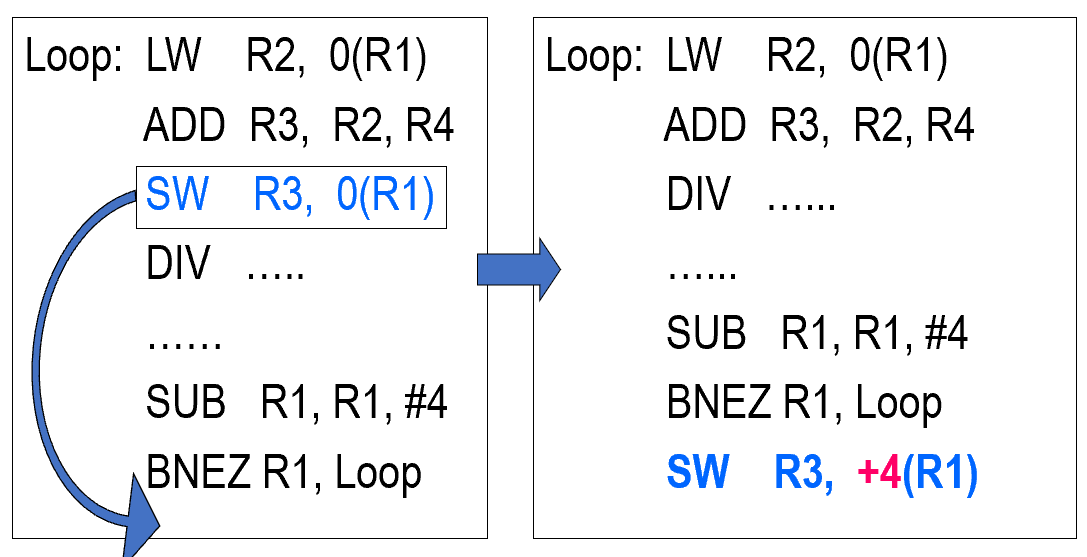 Loop: LW R2, 0(R1)
ADD R3, R2, R4
SW R3, 0(R1)
DIV …..
……
SUB R1, R1, #4
BNEZ R1, Loop
Loop: LW R2, 0(R1)
ADD R3, R2, R4
DIV …...
…...
SUB R1, R1, #4
BNEZ R1, Loop
SW R3, +4(R1)